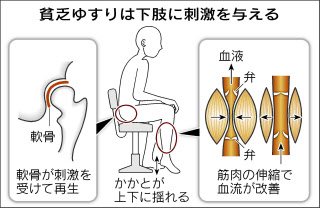 貧乏ゆすりは下肢に刺激を与える
軟骨
軟骨が刺激を
受けて再生
かかとが
上下に揺れる
血液
弁
弁
筋肉の伸縮で
血流が改善